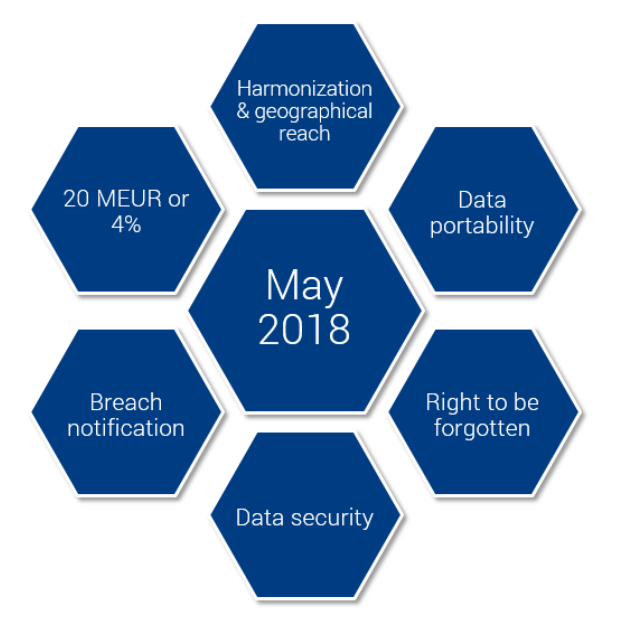 Harmonization
& geographical
reach
20 MEUR or
4%
Data
portability
May
2018
Breach
notification
Right to be
forgotten
Data security